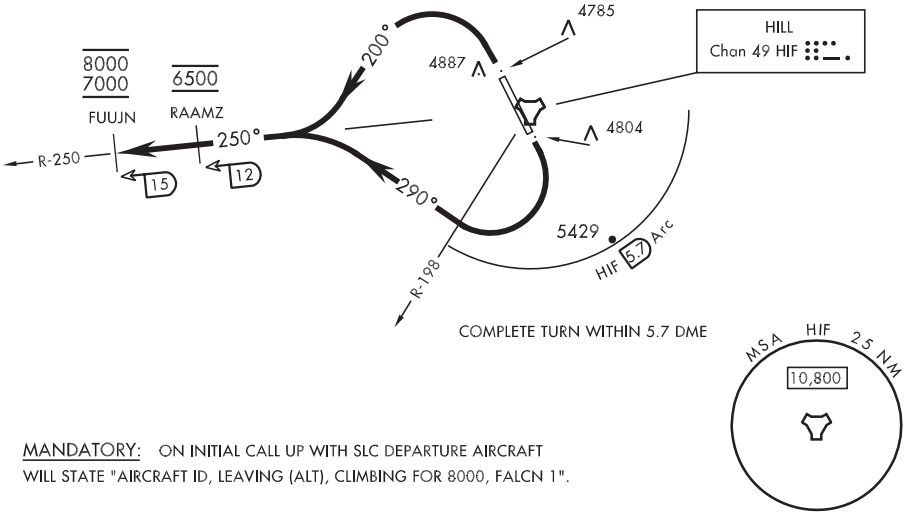 4785
HILL
Chan 49 HIF
4887
200°
8000
7000
6500
FUUJN
RAAMZ
250°
4804
R-250
15
12
290°
5429
HIF 5.7 Arc
R-198
COMPLETE TURN WITHIN 5.7 DME
MSA HIF 25 NM
10,800
MANDATORY: ON INITIAL CALL UP WITH SLC DEPARTURE AIRCRAFT
WILL STATE "AIRCRAFT ID, LEAVING (ALT), CLIMBING FOR 8000, FALCN 1".